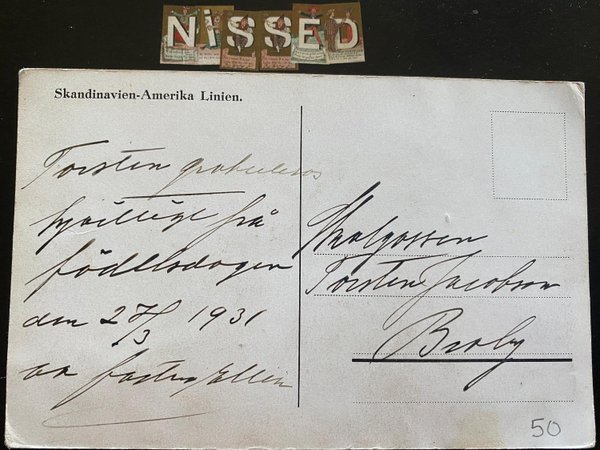 NiSSED
Skandinavien-Amerika Linien.
Torsten gratuleras
hjärtligt på
födelsedagen
den 27/3 1931
av faster Ellen
Skolgossen
Torsten Jacobson
Broby
50